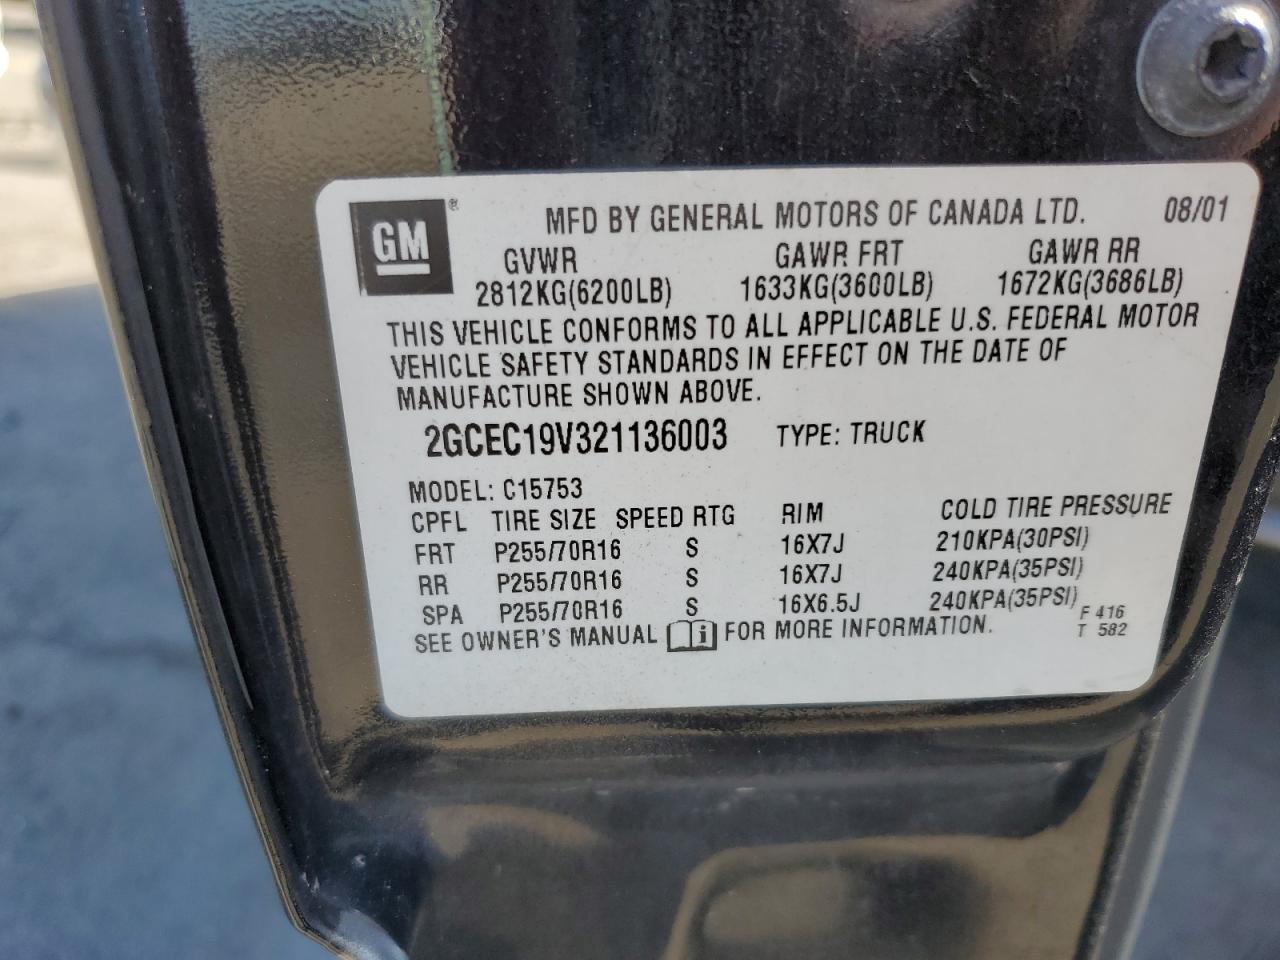 GM® MFD BY GENERAL MOTORS OF CANADA LTD. 08/01
GVWR GAWR FRT GAWR RR
2812KG(6200LB) 1633KG(3600LB) 1672KG(3686LB)
THIS VEHICLE CONFORMS TO ALL APPLICABLE U.S. FEDERAL MOTOR
VEHICLE SAFETY STANDARDS IN EFFECT ON THE DATE OF
MANUFACTURE SHOWN ABOVE.
2GCEC19V321136003 TYPE: TRUCK
MODEL: C15753
CPFL TIRE SIZE SPEED RTG RIM COLD TIRE PRESSURE
FRT P255/70R16 S 16X7J 210KPA(30PSI)
RR P255/70R16 S 16X7J 240KPA(35PSI)
SPA P255/70R16 S 16X6.5J 240KPA(35PSI)
F 416
SEE OWNER'S MANUAL i FOR MORE INFORMATION. T 582